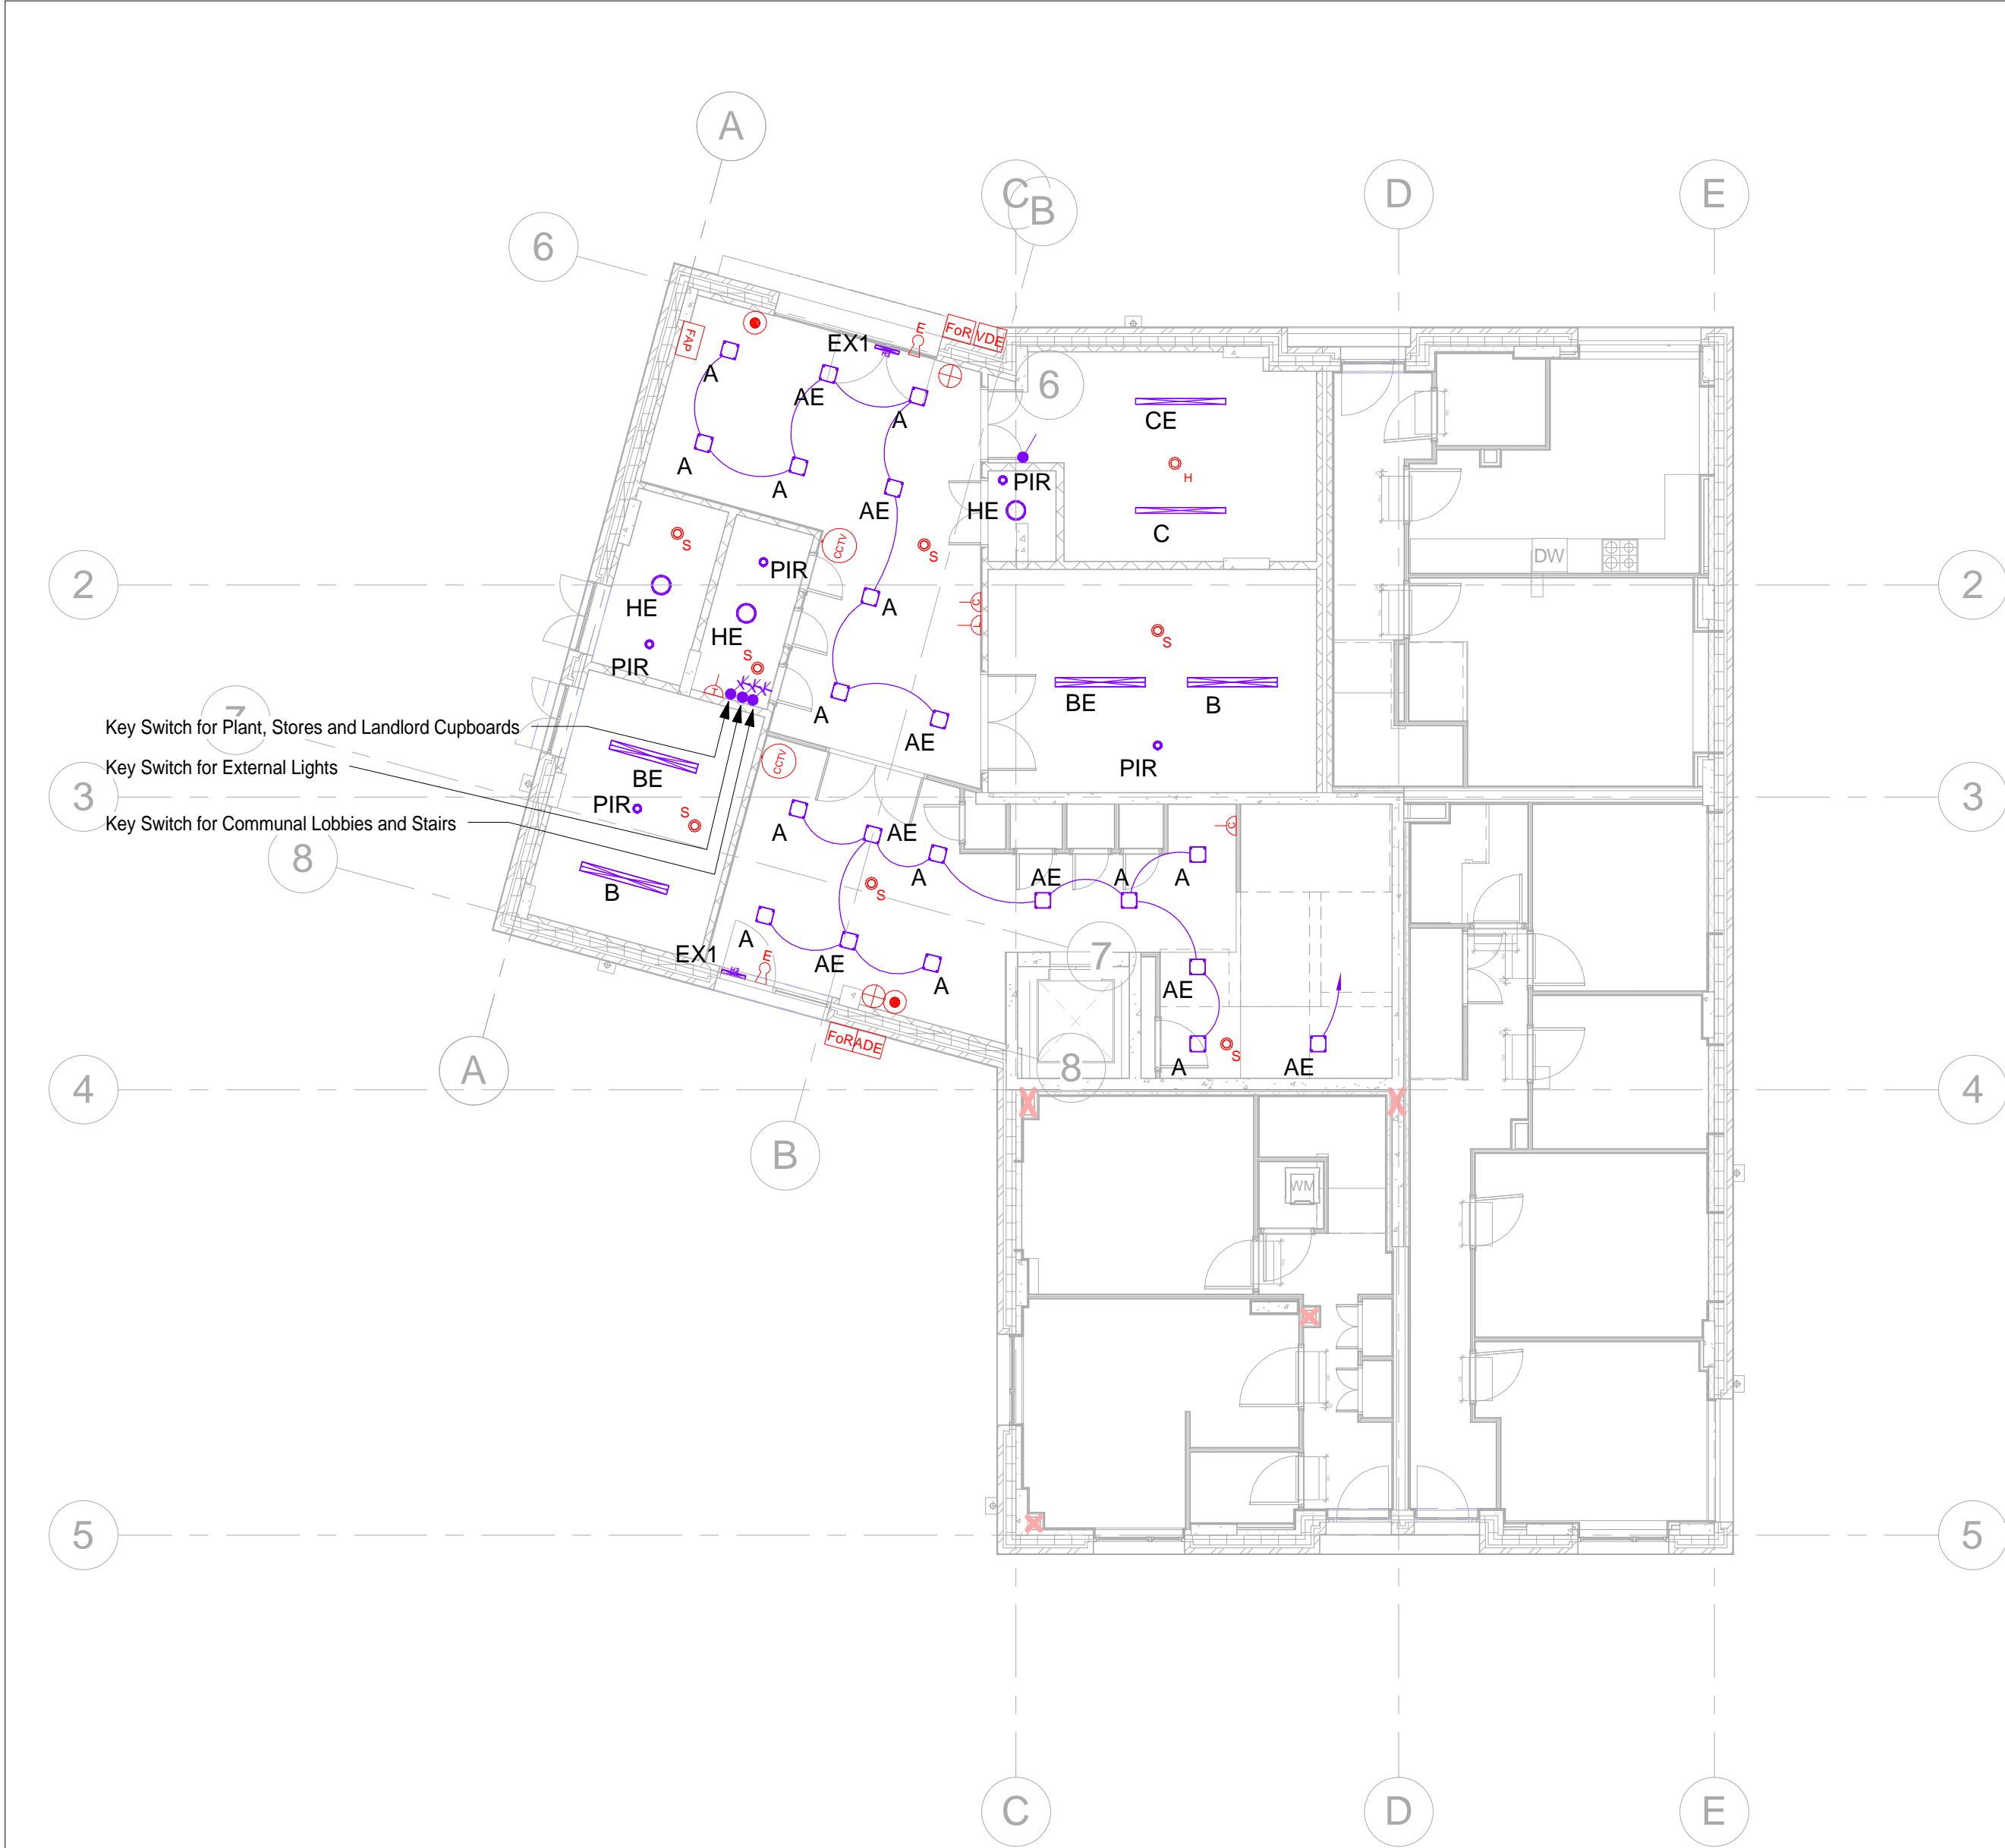 A
C
B
D
E
6
FAP
EX1
E
FoR
VDE
A
AE
A
6
CE
A
A
H
AE
PIR
HE
C
S
S
CCTV
DW
PIR
2
HE
HE
A
C
L
S
2
PIR
S
T
BE
B
A
AE
Key Switch for Plant, Stores and Landlord Cupboards
7
CCTV
BE
PIR
Key Switch for External Lights
3
PIR
S
A
AE
C
3
Key Switch for Communal Lobbies and Stairs
8
A
AE
A
A
S
B
A
AE
A
EX1
E
7
AE
FoR
ADE
A
S
AE
A
8
4
4
B
WM
5
5
C
D
E